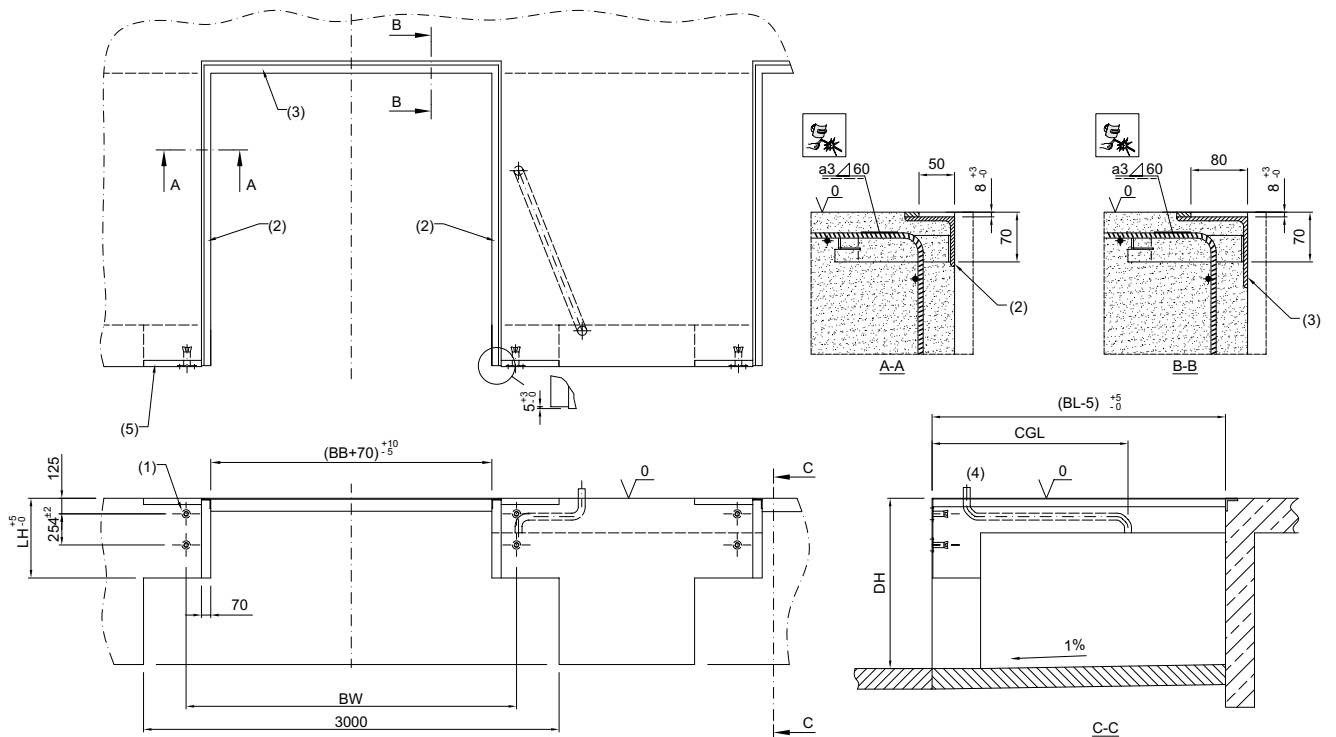 B
B
(3)
A
A
(2)
(2)
(5)
5 +3 -0
a3 60
50
8 +3 -0
0
70
(2)
A-A
a3 60
80
8 +3 -0
0
70
(3)
B-B
125
(1)
(BB+70) +10 -5
0
C
254±2
LH +5 -0
70
BW
3000
C
(BL-5) +5 -0
CGL
(4)
0
DH
1%
C-C